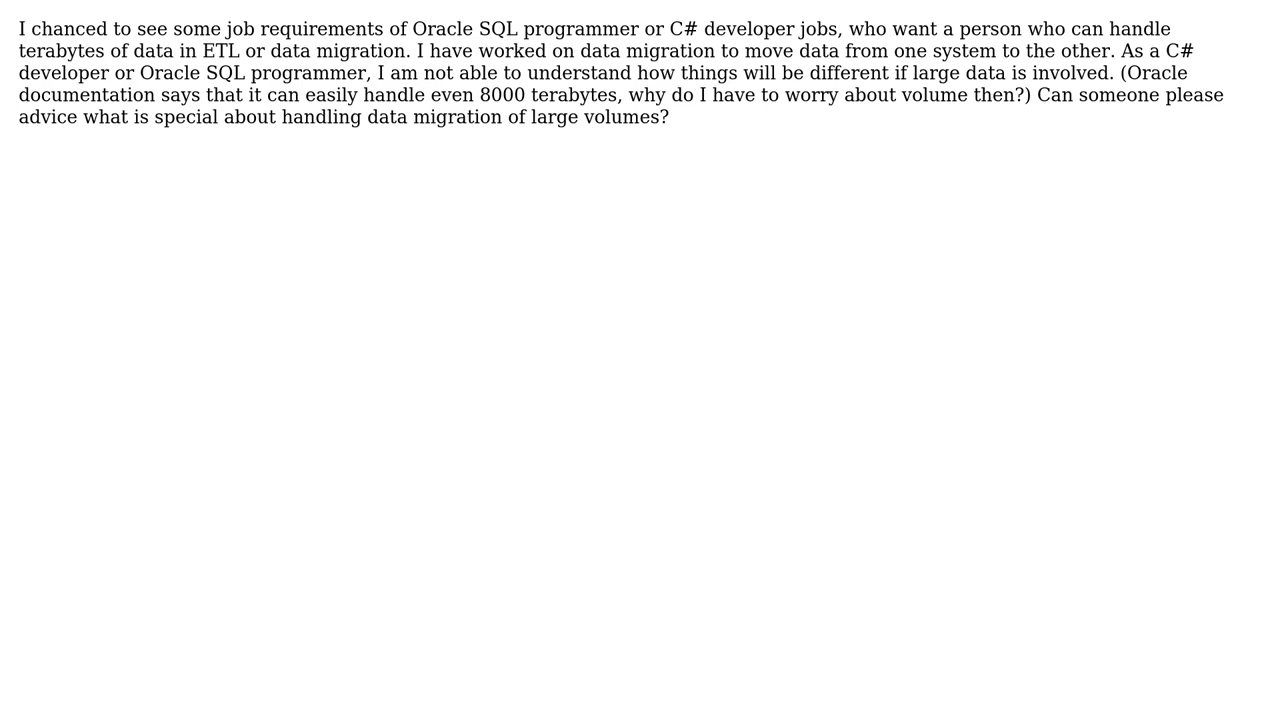 I chanced to see some job requirements of Oracle SQL programmer or C# developer jobs, who want a person who can handle
terabytes of data in ETL or data migration. I have worked on data migration to move data from one system to the other. As a C#
developer or Oracle SQL programmer, I am not able to understand how things will be different if large data is involved. (Oracle
documentation says that it can easily handle even 8000 terabytes, why do I have to worry about volume then?) Can someone please
advice what is special about handling data migration of large volumes?